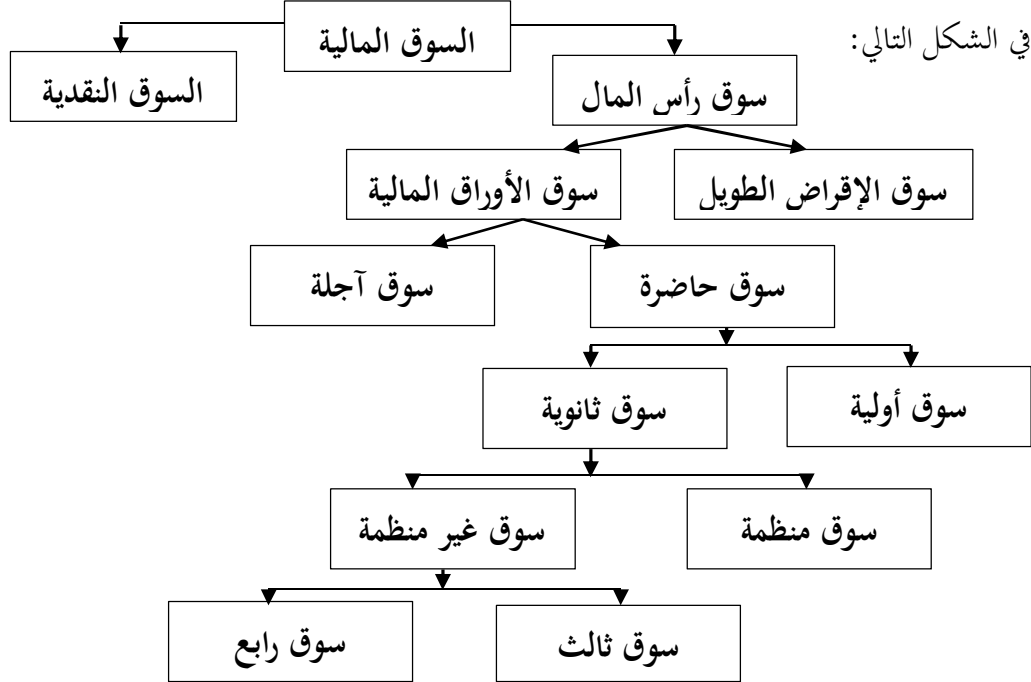 في الشكل التالي:
السوق المالية
سوق رأس المال
السوق النقدية
سوق الإقراض الطويل
سوق الأوراق المالية
سوق حاضرة
سوق آجلة
سوق أولية
سوق ثانوية
سوق منظمة
سوق غير منظمة
سوق ثالث
سوق رابع